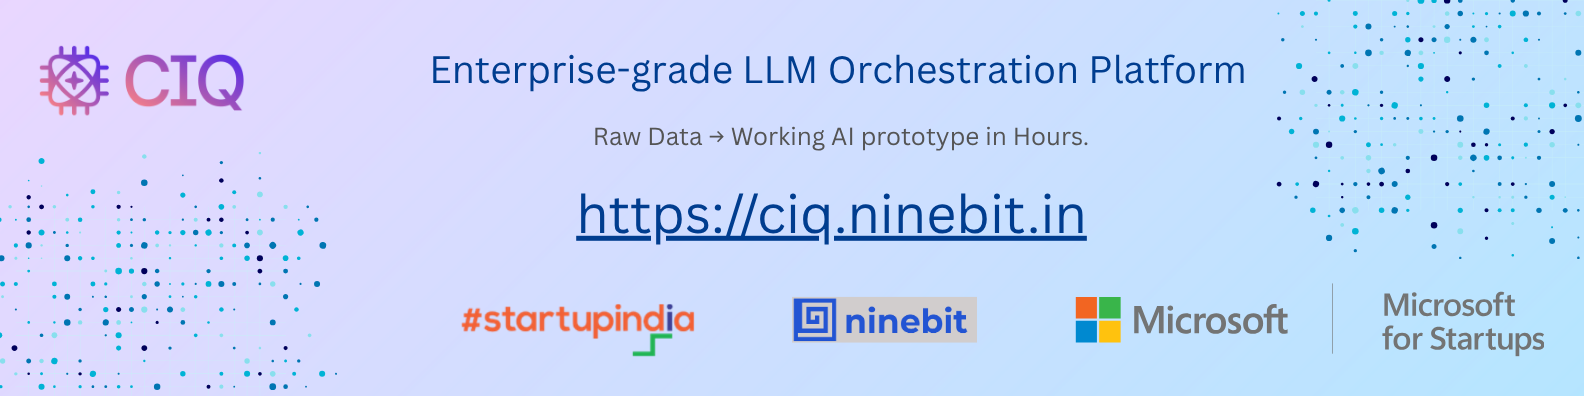 CIQ
Enterprise-grade LLM Orchestration Platform
Raw Data → Working AI prototype in Hours.
https://ciq.ninebit.in
#startupindia
ninebit
Microsoft
Microsoft
for Startups